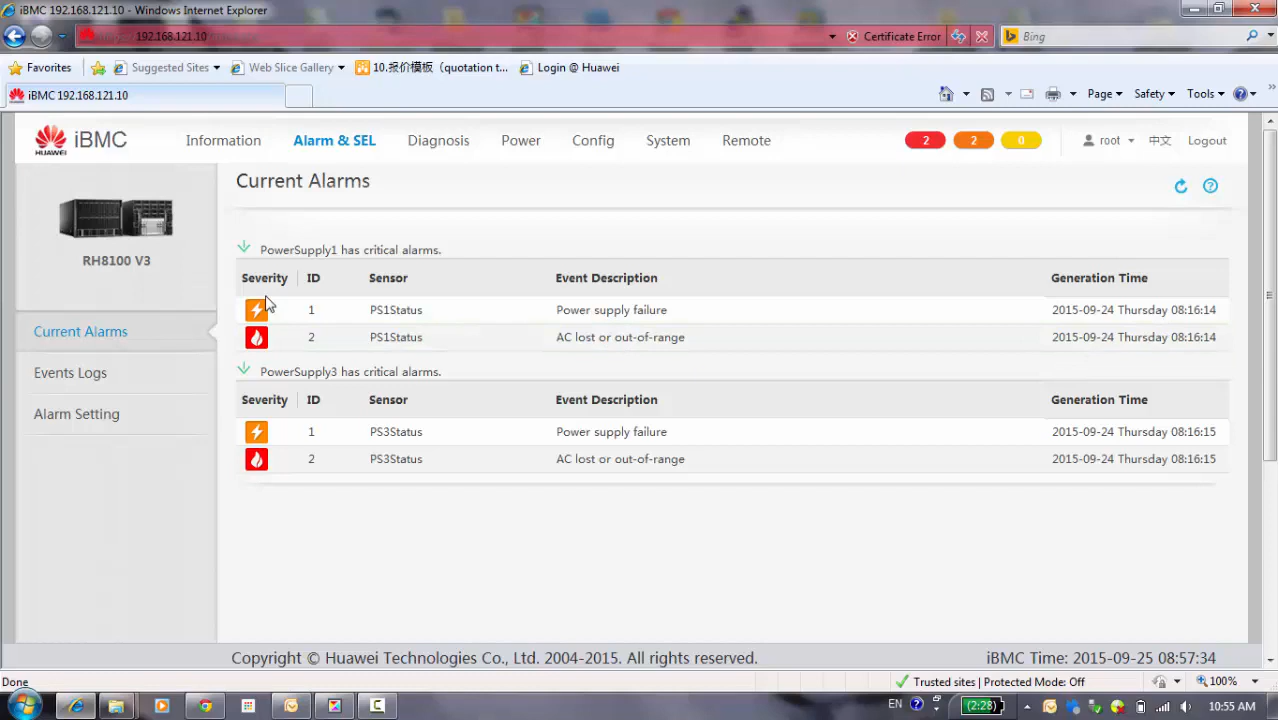 iBMC 192.168.121.10 - Windows Internet Explorer
192.168.121.10 Certificate Error Bing
Favorites Suggested Sites Web Slice Gallery 10.报价模板（quotation t... Login @ Huawei
iBMC 192.168.121.10 Page Safety Tools
HUAWEI iBMC Information Alarm & SEL Diagnosis Power Config System Remote 2 2 0 root 中文 Logout
Current Alarms
RH8100 V3
Current Alarms
Events Logs
Alarm Setting
PowerSupply1 has critical alarms.
Severity ID Sensor Event Description Generation Time
1 PS1Status Power supply failure 2015-09-24 Thursday 08:16:14
2 PS1Status AC lost or out-of-range 2015-09-24 Thursday 08:16:14
PowerSupply3 has critical alarms.
Severity ID Sensor Event Description Generation Time
1 PS3Status Power supply failure 2015-09-24 Thursday 08:16:15
2 PS3Status AC lost or out-of-range 2015-09-24 Thursday 08:16:15
Copyright © Huawei Technologies Co., Ltd. 2004-2015. All rights reserved. iBMC Time: 2015-09-25 08:57:34
Done Trusted sites | Protected Mode: Off 100%
EN (2:28) 10:55 AM